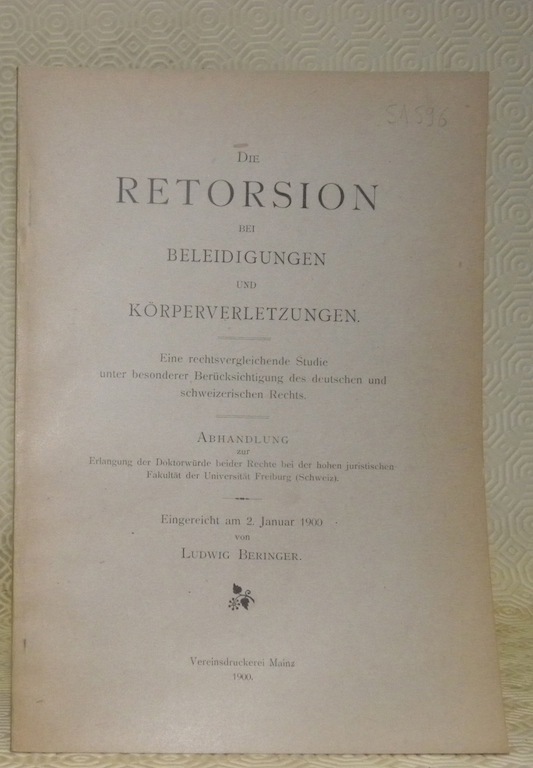 SA 596
DIE
RETORSION
BEI
BELEIDIGUNGEN
UND
KÖRPERVERLETZUNGEN.
Eine rechtsvergleichende Studie
unter besonderer Berücksichtigung des deutschen und
schweizerischen Rechts.
ABHANDLUNG
zur
Erlangung der Doktorwürde beider Rechte bei der hohen juristischen
Fakultät der Universität Freiburg (Schweiz).
Eingereicht am 2. Januar 1900
von
LUDWIG BERINGER.
Vereinsdruckerei Mainz
1900.